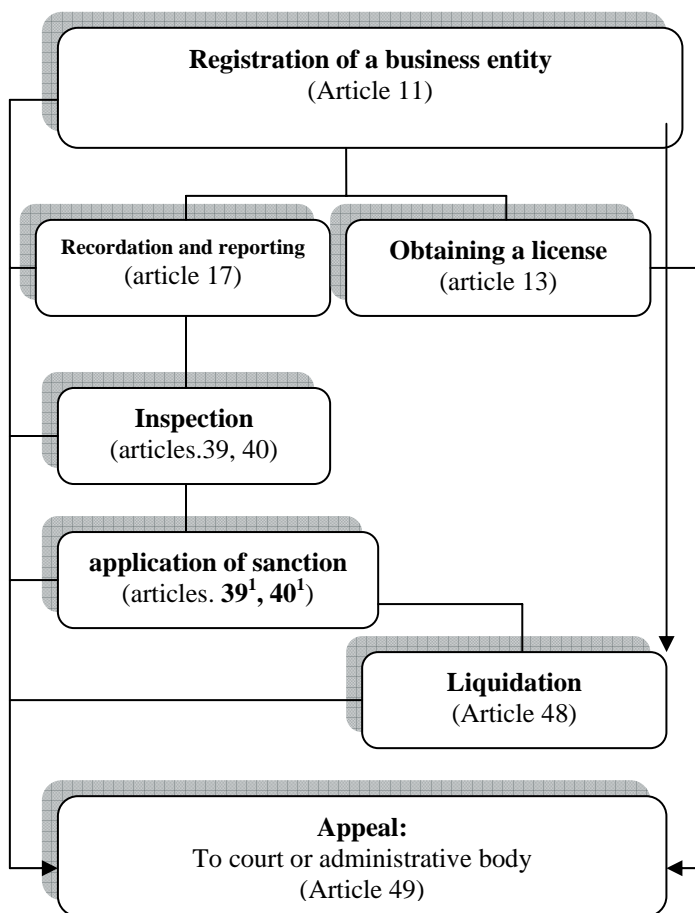 Registration of a business entity
(Article 11)
Recordation and reporting
(article 17)
Obtaining a license
(article 13)
Inspection
(articles.39, 40)
application of sanction
(articles. 39¹, 40¹)
Liquidation
(Article 48)
Appeal:
To court or administrative body
(Article 49)